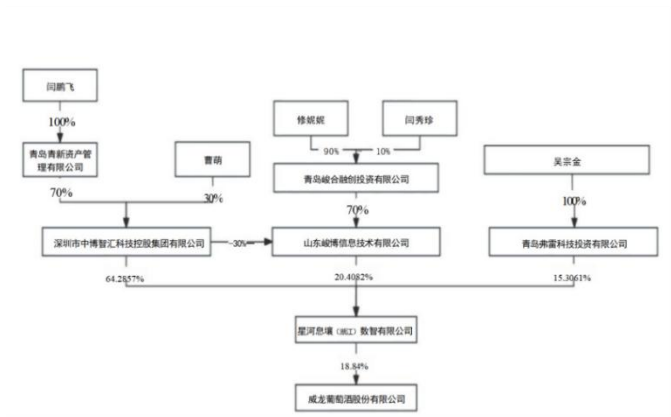 闫鹏飞
100%
修妮妮
闫秀珍
90%
10%
青岛青新资产管
理有限公司
曹萌
吴宗金
青岛峻合融创投资有限公司
70%
30%
70%
100%
深圳市中博智汇科技控股集团有限公司
30%
山东峻博信息技术有限公司
青岛弗雷科技投资有限公司
64.2857%
20.4082%
15.3061%
星河息壤（浙江）数智有限公司
18.84%
威龙葡萄酒股份有限公司